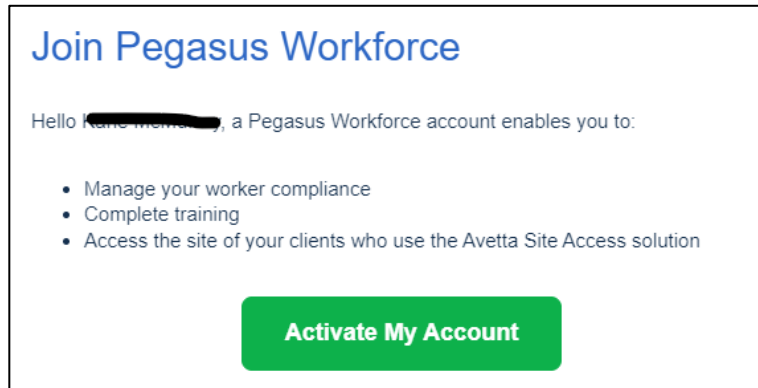 Join Pegasus Workforce
Hello , a Pegasus Workforce account enables you to:
• Manage your worker compliance
• Complete training
• Access the site of your clients who use the Avetta Site Access solution
Activate My Account